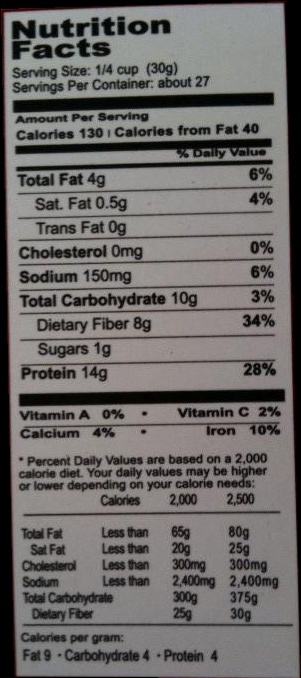 Nutrition
Facts
Serving Size: 1/4 cup (30g)
Servings Per Container: about 27
Amount Per Serving
Calories 130 | Calories from Fat 40
% Daily Value
Total Fat 4g 6%
Sat. Fat 0.5g 4%
Trans Fat 0g
Cholesterol 0mg 0%
Sodium 150mg 6%
Total Carbohydrate 10g 3%
Dietary Fiber 8g 34%
Sugars 1g
Protein 14g 28%
Vitamin A 0% • Vitamin C 2%
Calcium 4% • Iron 10%
* Percent Daily Values are based on a 2,000
calorie diet. Your daily values may be higher
or lower depending on your calorie needs:
Calories 2,000 2,500
Total Fat Less than 65g 80g
Sat Fat Less than 20g 25g
Cholesterol Less than 300mg 300mg
Sodium Less than 2,400mg 2,400mg
Total Carbohydrate 300g 375g
Dietary Fiber 25g 30g
Calories per gram:
Fat 9 • Carbohydrate 4 • Protein 4